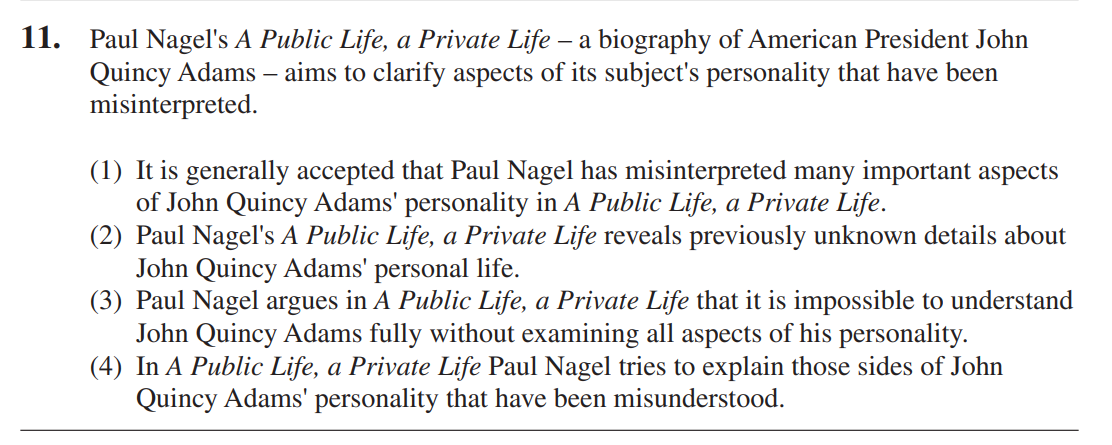 11. Paul Nagel's A Public Life, a Private Life – a biography of American President John
Quincy Adams – aims to clarify aspects of its subject's personality that have been
misinterpreted.
(1) It is generally accepted that Paul Nagel has misinterpreted many important aspects
of John Quincy Adams' personality in A Public Life, a Private Life.
(2) Paul Nagel's A Public Life, a Private Life reveals previously unknown details about
John Quincy Adams' personal life.
(3) Paul Nagel argues in A Public Life, a Private Life that it is impossible to understand
John Quincy Adams fully without examining all aspects of his personality.
(4) In A Public Life, a Private Life Paul Nagel tries to explain those sides of John
Quincy Adams' personality that have been misunderstood.